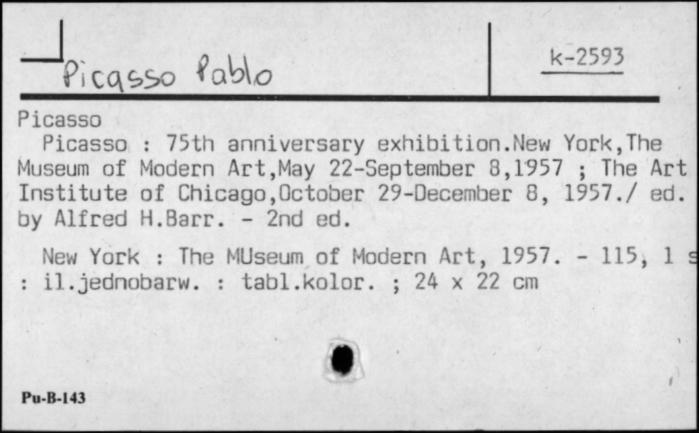 Picasso Pablo
k-2593
Picasso
Picasso : 75th anniversary exhibition.New York,The
Museum of Modern Art,May 22-September 8,1957 ; The Art
Institute of Chicago,October 29-December 8, 1957./ ed.
by Alfred H.Barr. - 2nd ed.
New York : The MUseum of Modern Art, 1957. - 115, 1 s
: il.jednobarw. : tabl.kolor. ; 24 x 22 cm
Pu-B-143